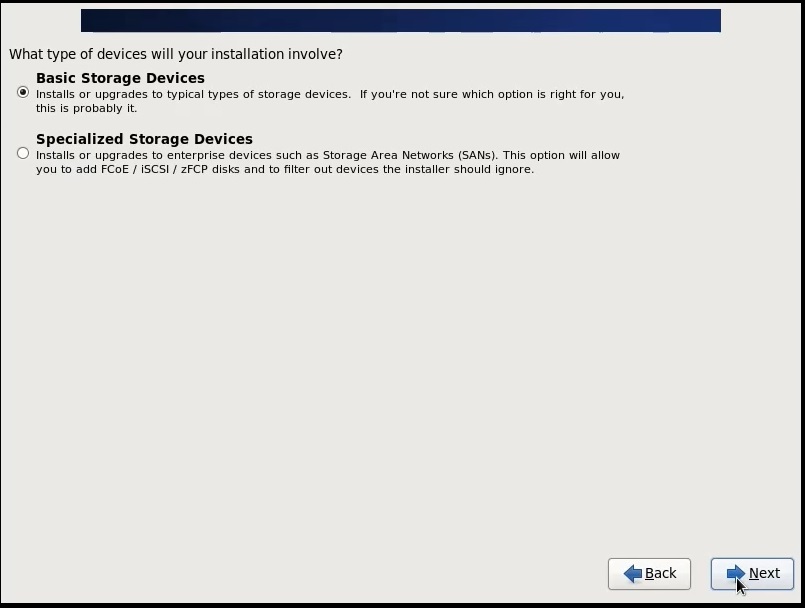 What type of devices will your installation involve?
Basic Storage Devices
Installs or upgrades to typical types of storage devices.  If you're not sure which option is right for you,
this is probably it.
Specialized Storage Devices
Installs or upgrades to enterprise devices such as Storage Area Networks (SANs). This option will allow
you to add FCoE / iSCSI / zFCP disks and to filter out devices the installer should ignore.
Back
Next